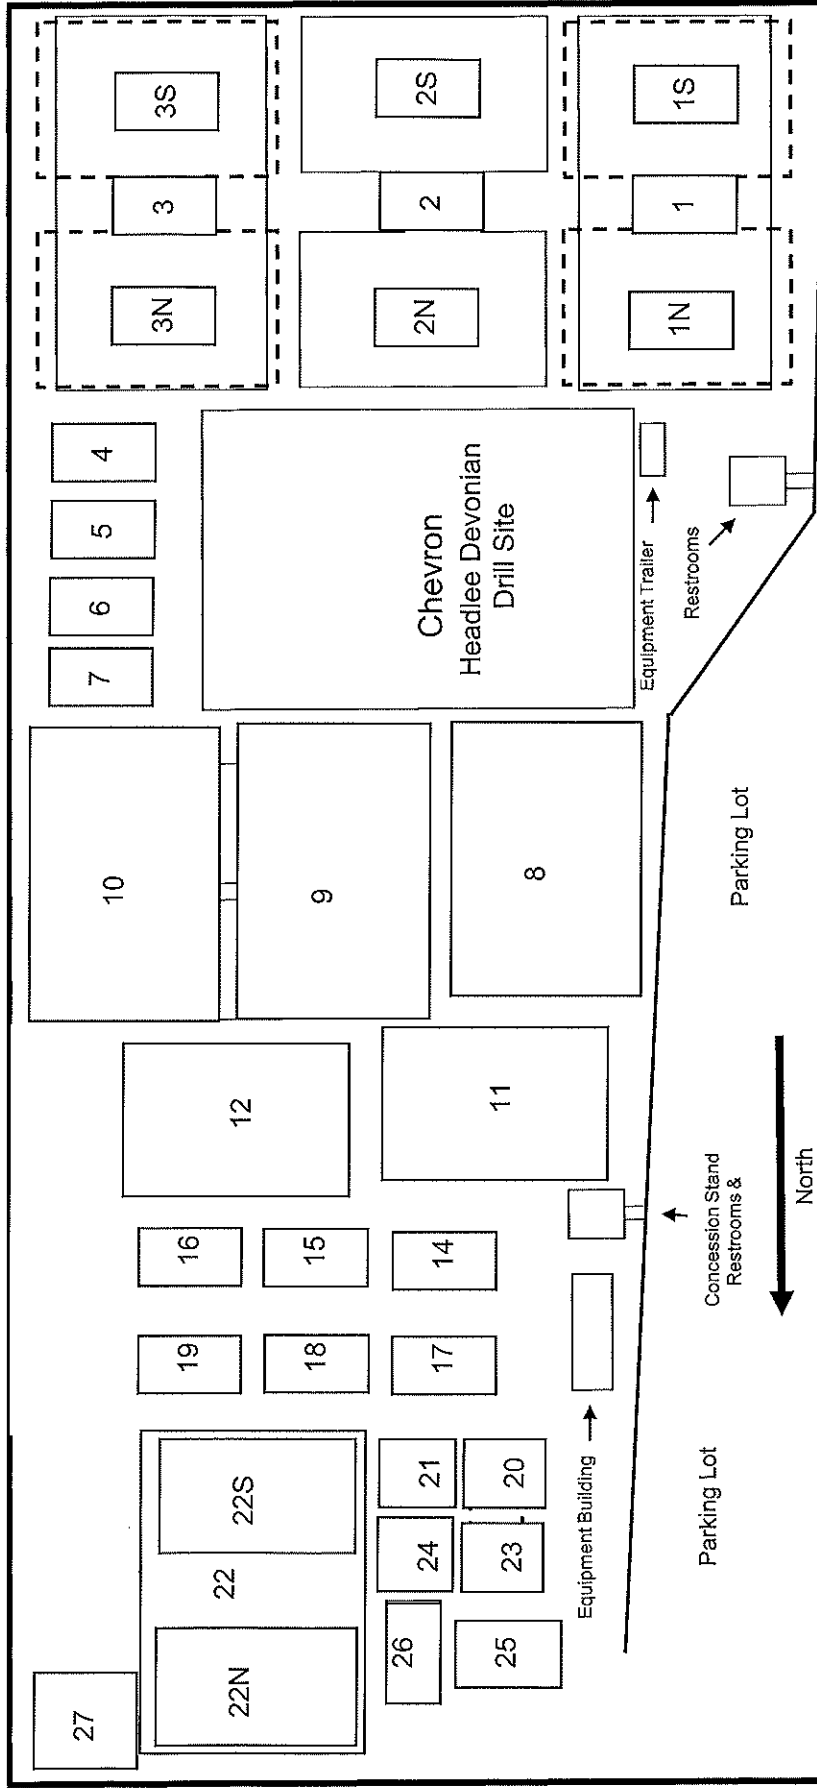 27
10
7
6
5
4
3N
3
3S
22N
22
22S
19
16
12
18
15
9
26
24
21
17
14
11
8
Chevron
Headlee Devonian
Drill Site
2N
2
2S
25
23
20
Equipment Building
Equipment Trailer
Restrooms
1N
1
1S
Parking Lot
Concession Stand
Restrooms &
Parking Lot
North